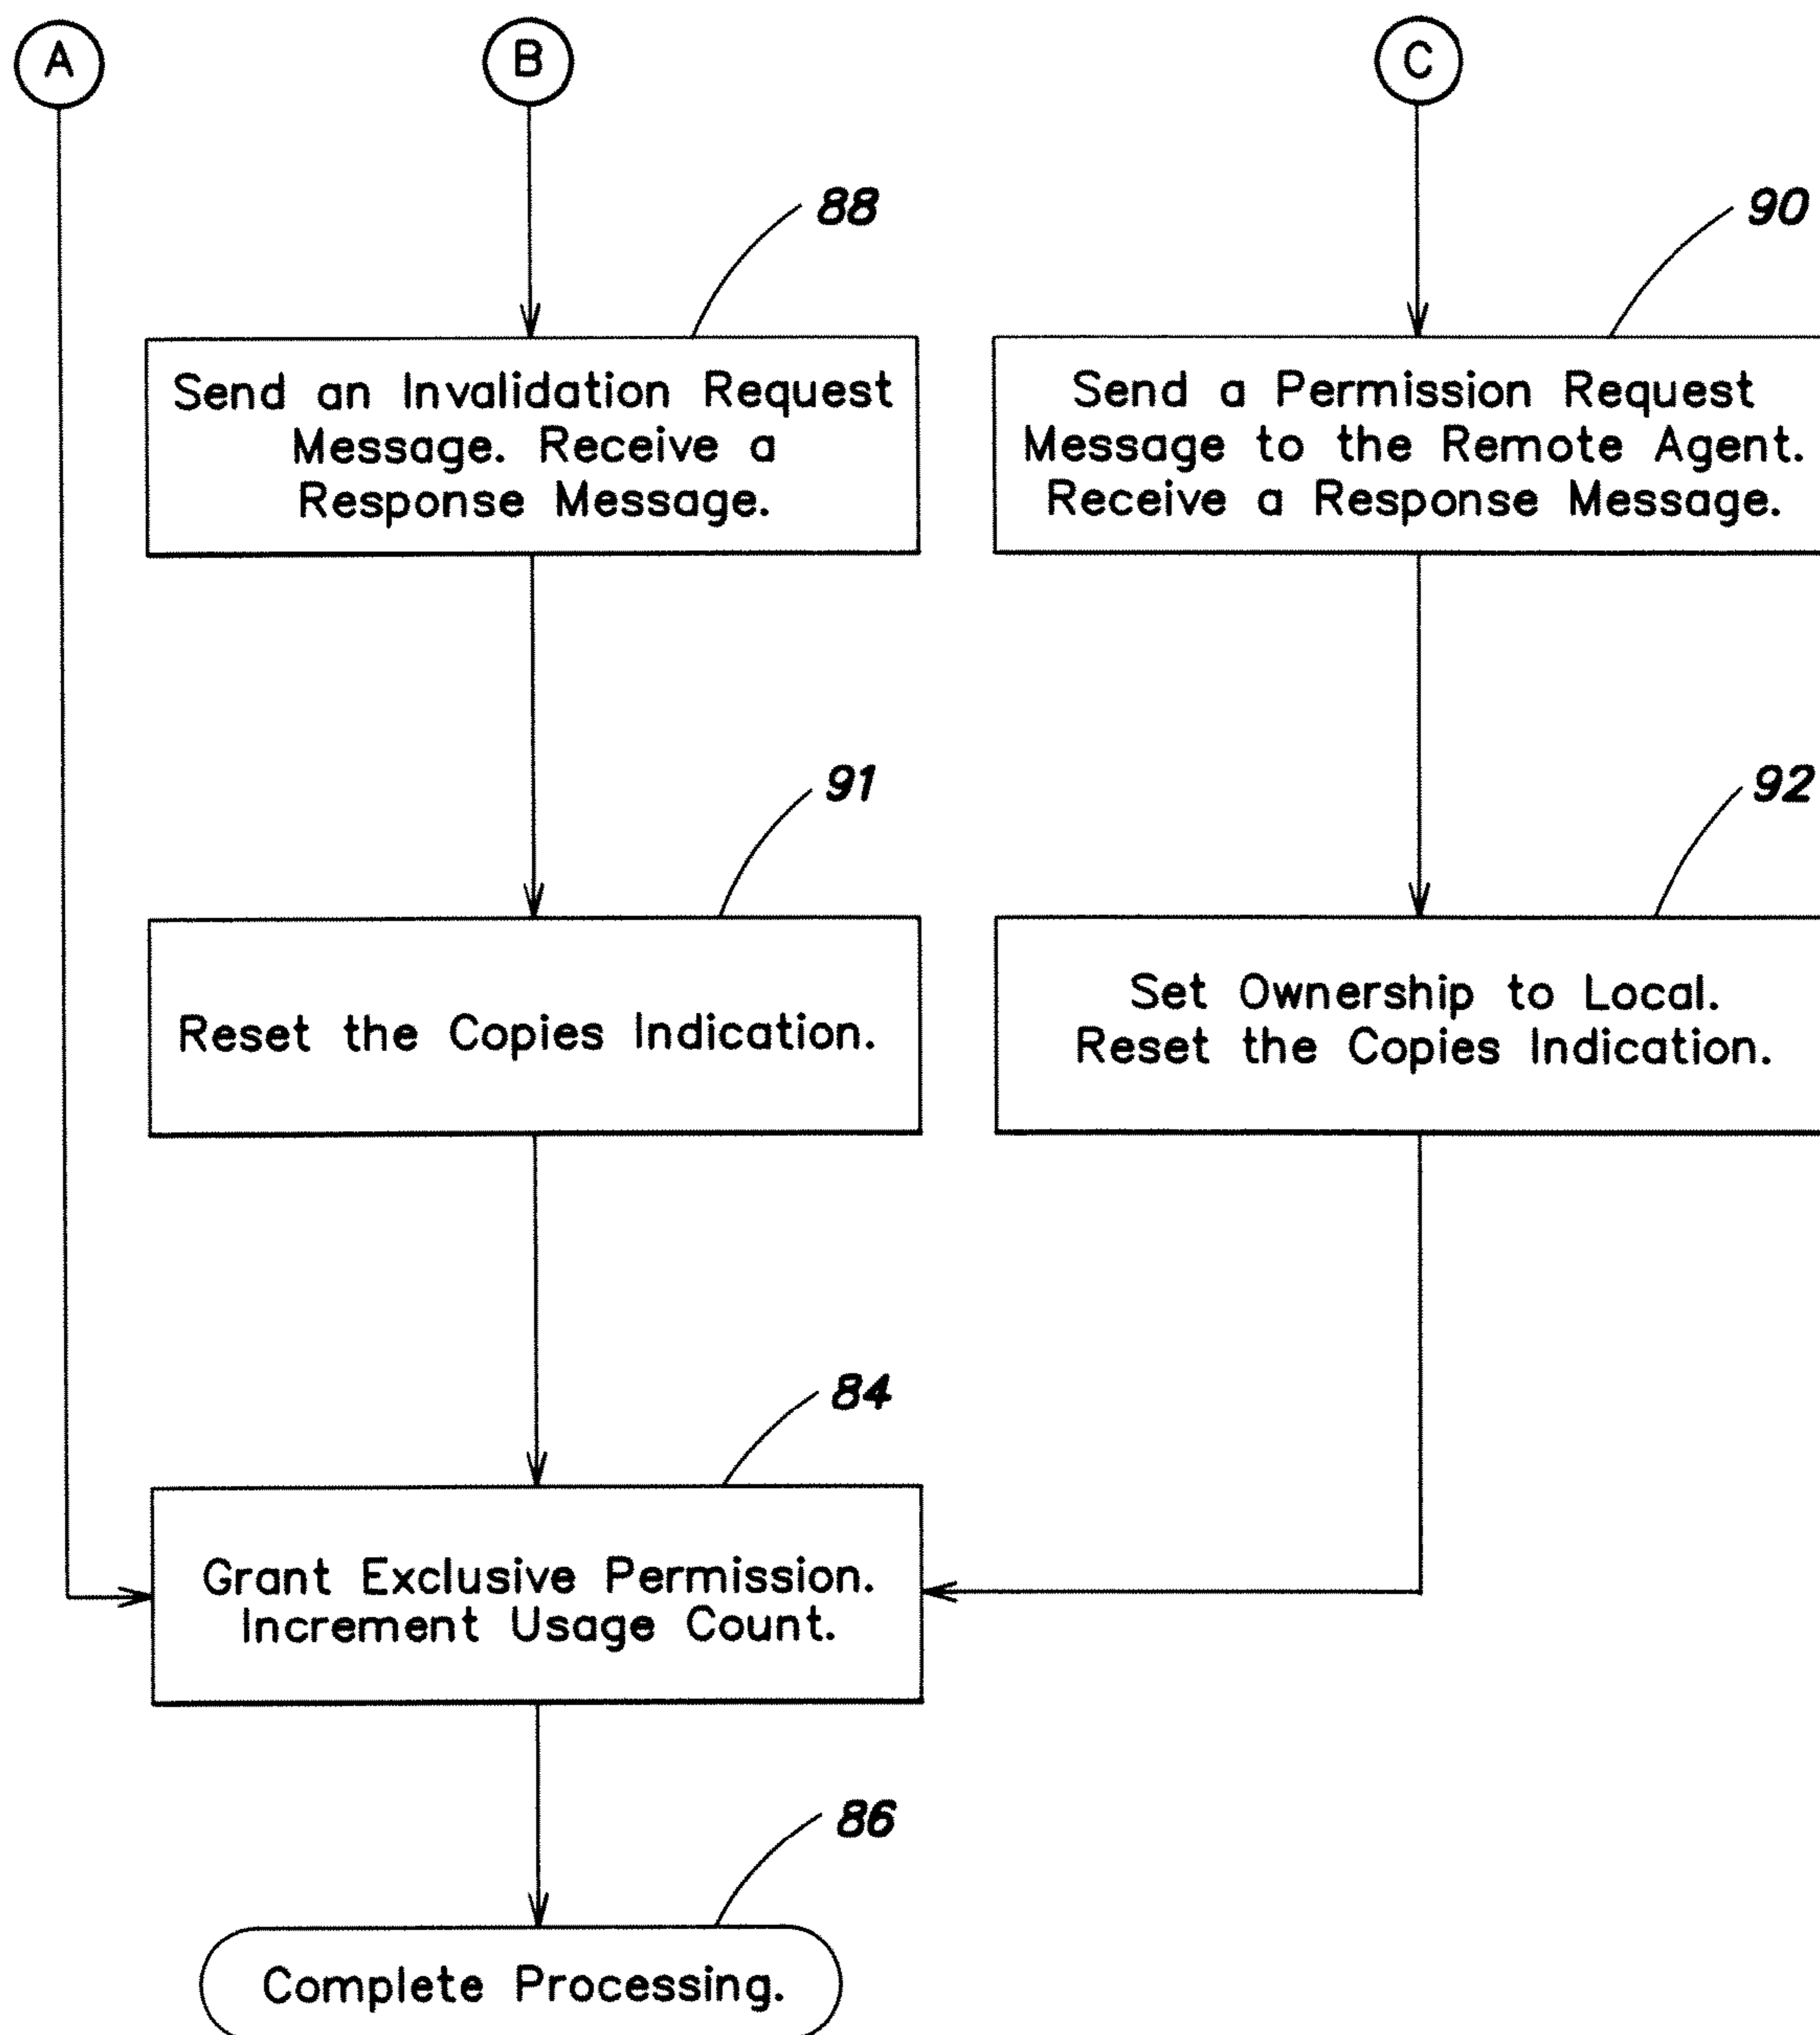 A
B
C
88
90
Send an Invalidation Request
Message. Receive a
Response Message.
Send a Permission Request
Message to the Remote Agent.
Receive a Response Message.
91
92
Reset the Copies Indication.
Set Ownership to Local.
Reset the Copies Indication.
84
Grant Exclusive Permission.
Increment Usage Count.
86
Complete Processing.